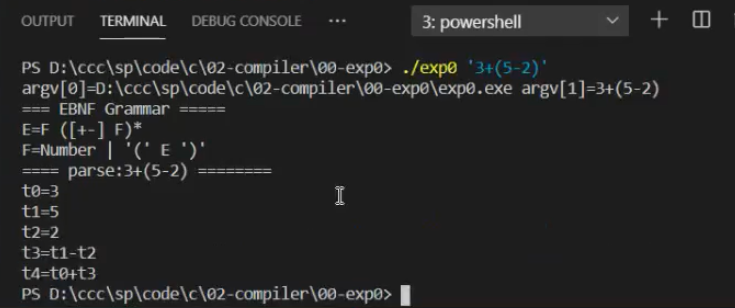 OUTPUT TERMINAL DEBUG CONSOLE ··· 3: powershell
PS D:\ccc\sp\code\c\02-compiler\00-exp0> ./exp0 '3+(5-2)'
argv[0]=D:\ccc\sp\code\c\02-compiler\00-exp0\exp0.exe argv[1]=3+(5-2)
=== EBNF Grammar =====
E=F ([+-] F)*
F=Number | '(' E ')'
==== parse:3+(5-2) ========
t0=3
t1=5
t2=2
t3=t1-t2
t4=t0+t3
PS D:\ccc\sp\code\c\02-compiler\00-exp0>